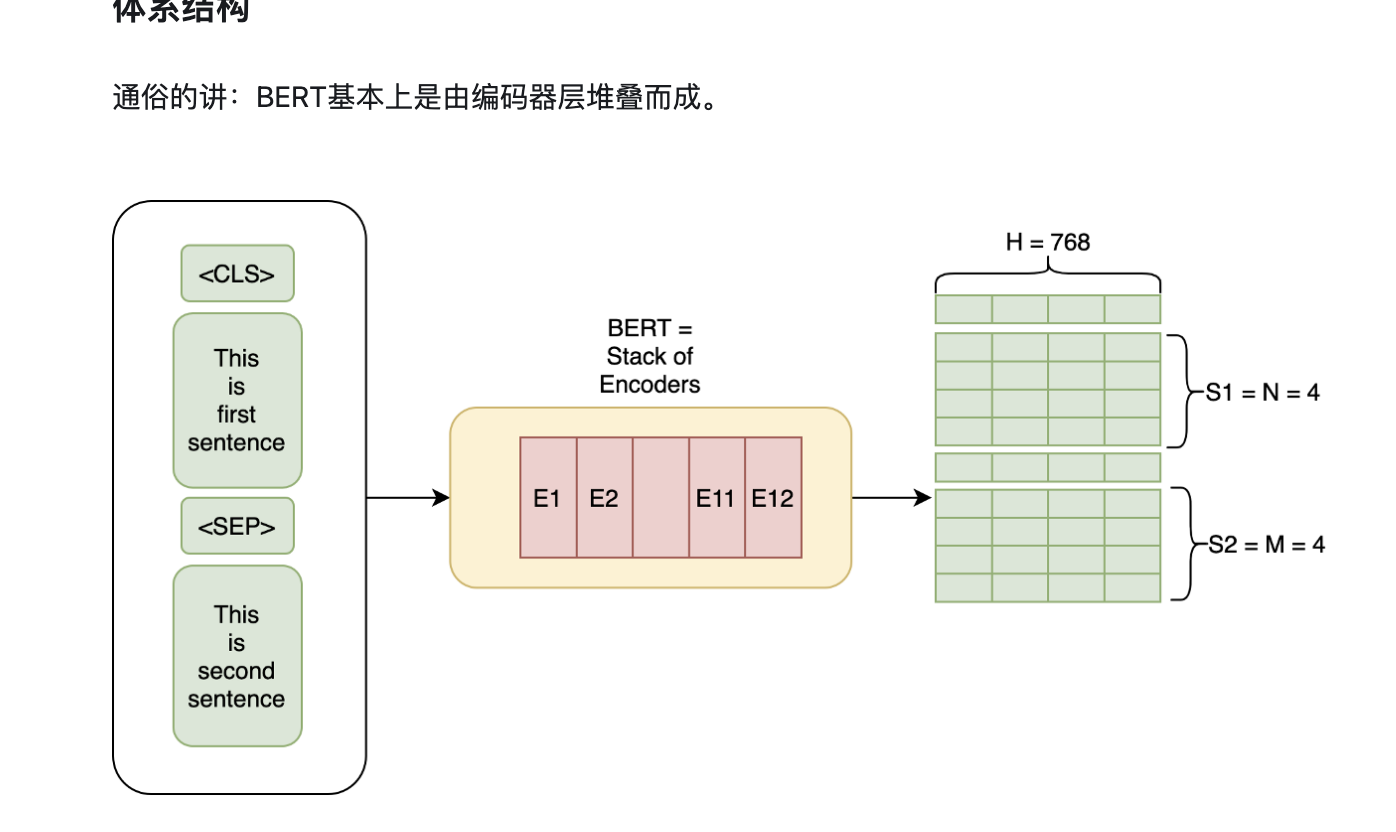 体系结构
通俗的讲：BERT基本上是由编码器层堆叠而成。
<CLS>
This
is
first
sentence
<SEP>
This
is
second
sentence
BERT =
Stack of
Encoders
E1 E2 E11 E12
H = 768
S1 = N = 4
S2 = M = 4